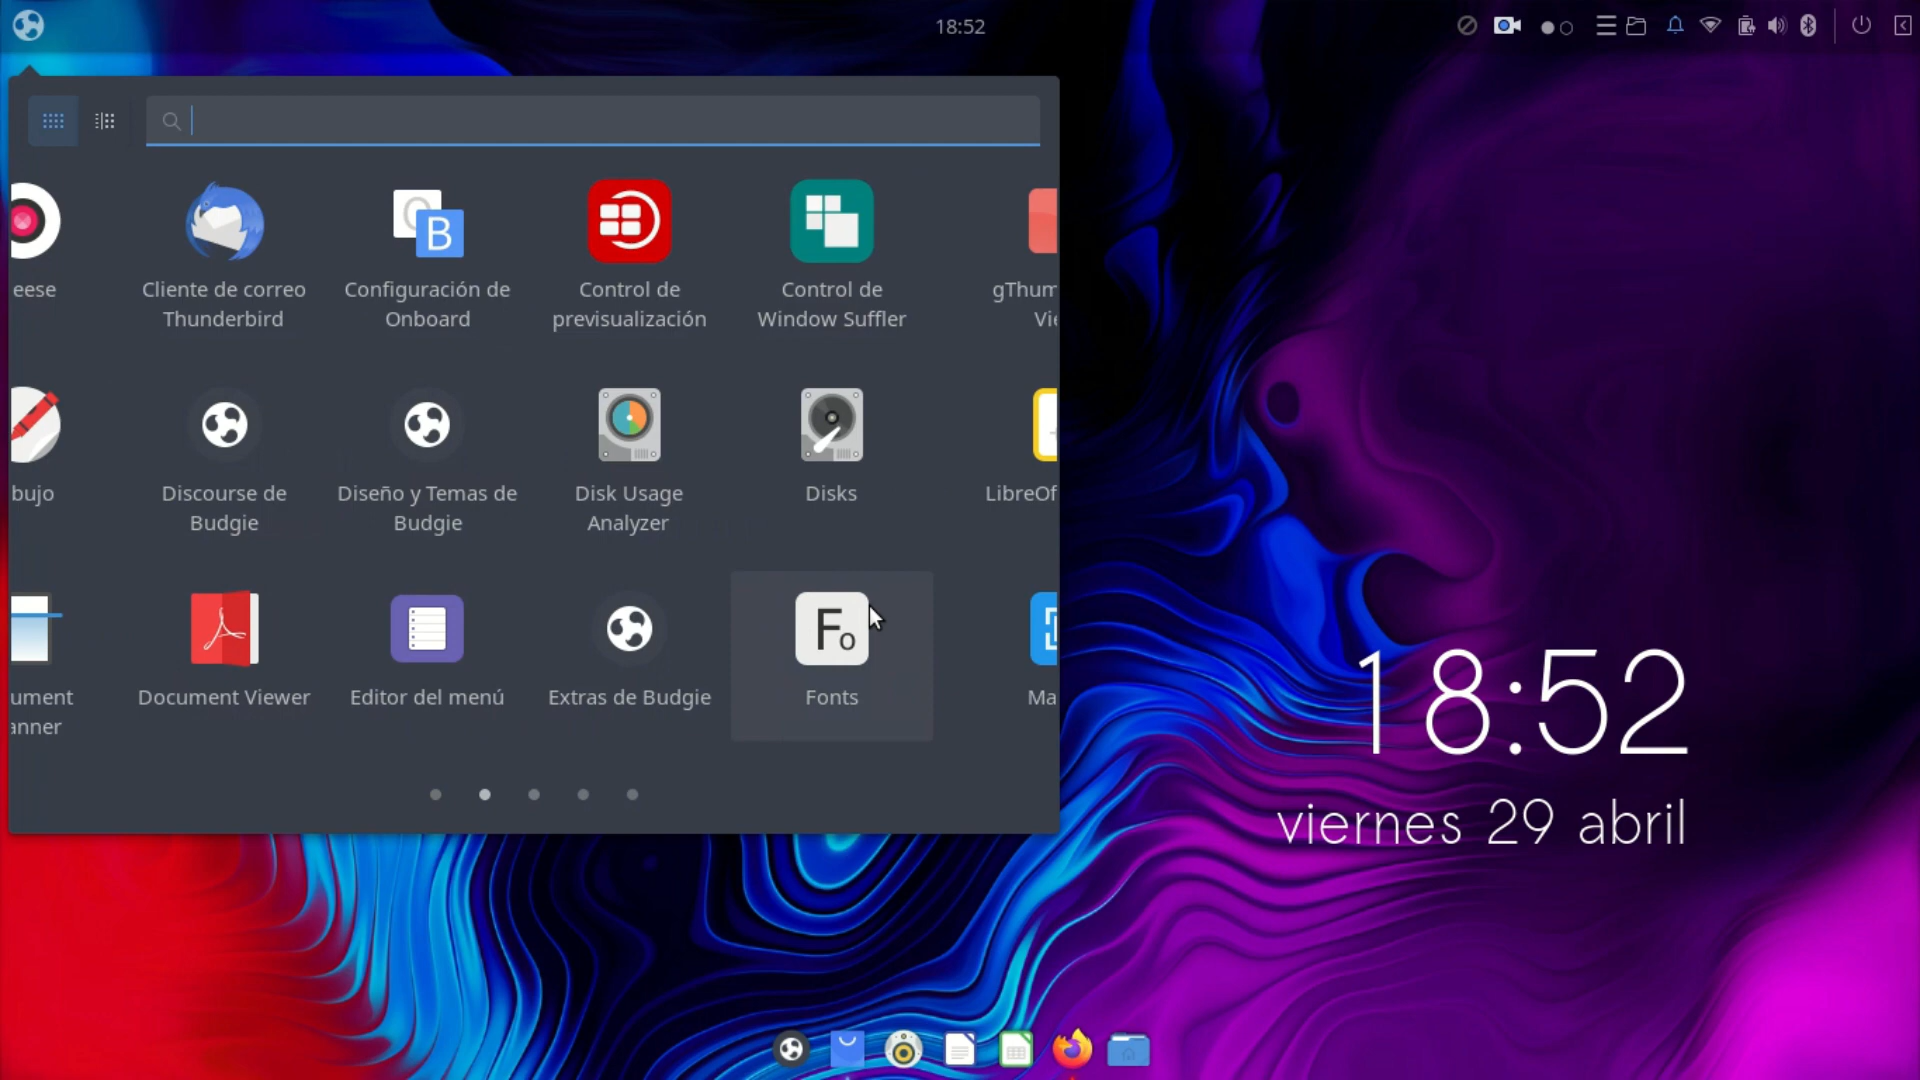 18:52
eese
Cliente de correo
Thunderbird
Configuración de
Onboard
Control de
previsualización
Control de
Window Suffler
gThum
Vie
bujo
Discourse de
Budgie
Diseño y Temas de
Budgie
Disk Usage
Analyzer
Disks
LibreOf
ument
anner
Document Viewer
Editor del menú
Extras de Budgie
Fonts
Ma
18:52
viernes 29 abril